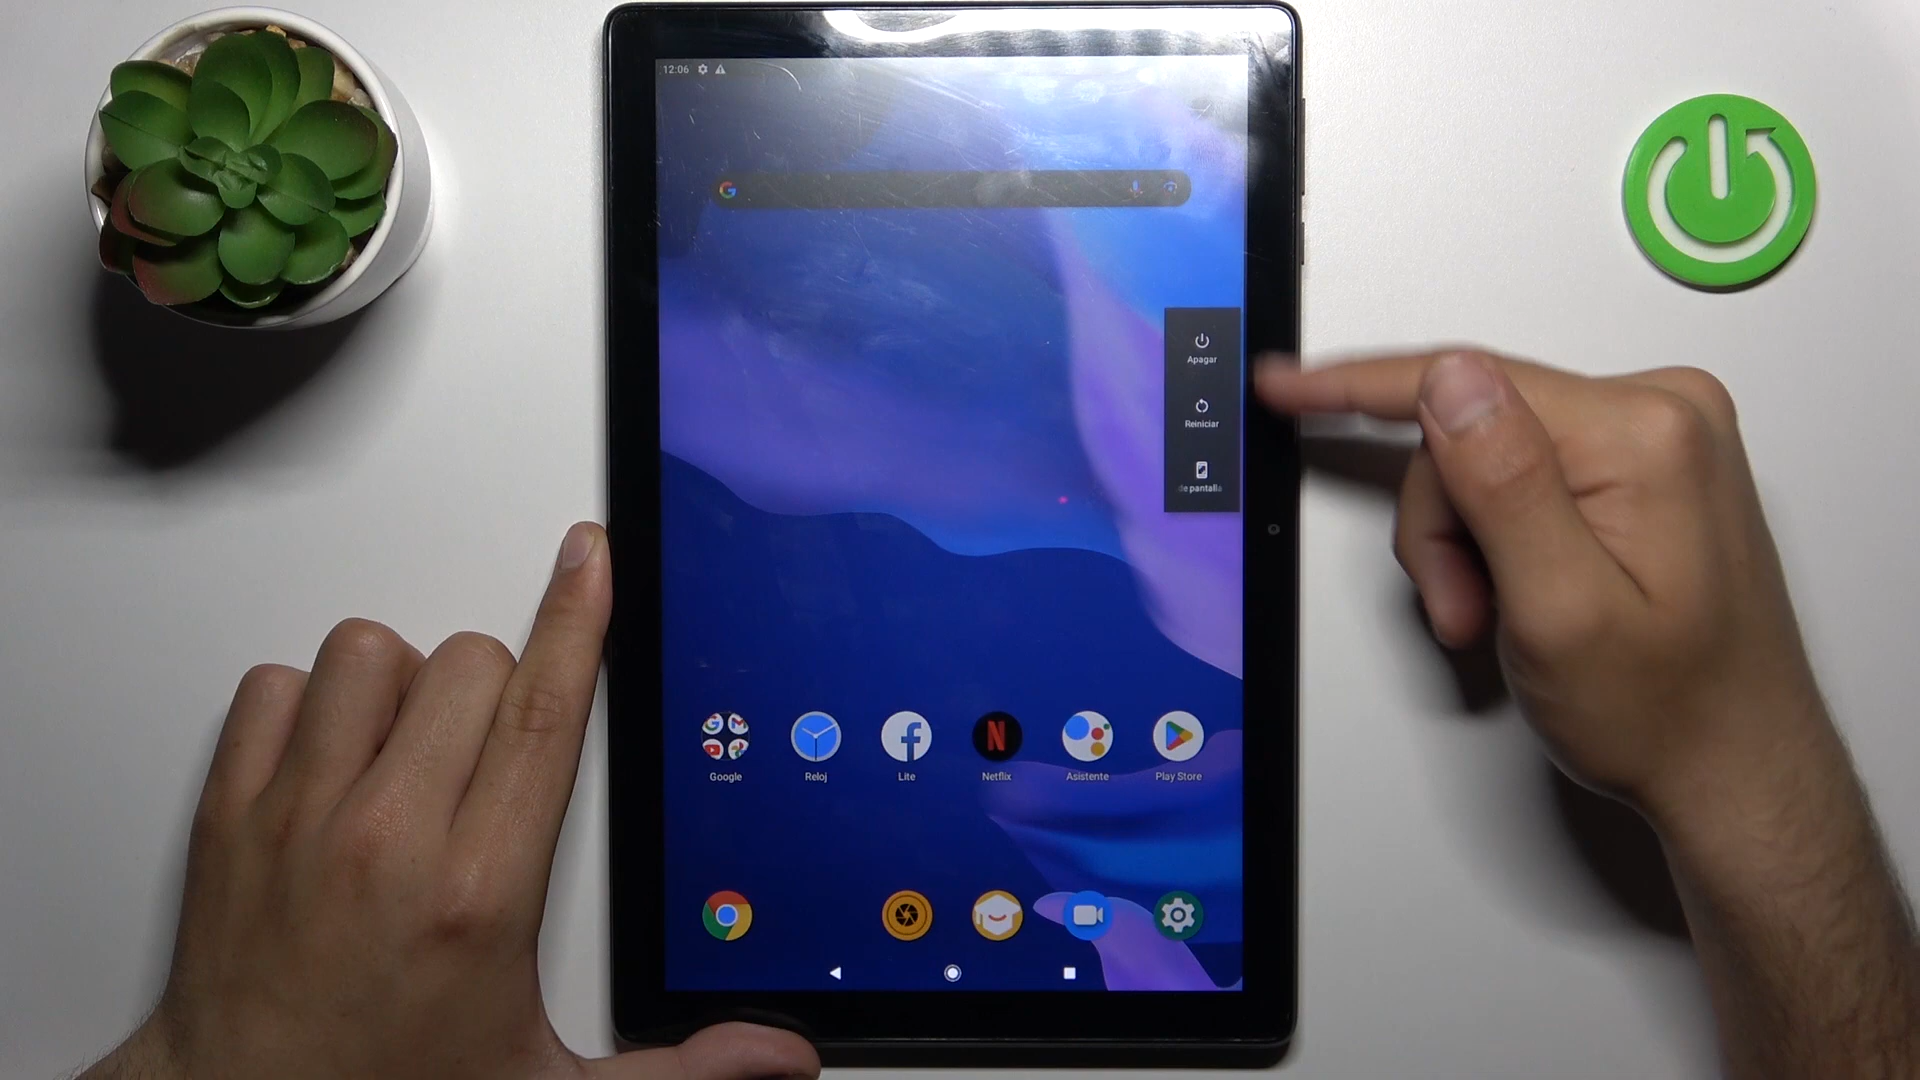 12:06
Apagar
Reiniciar
de pantalla
Google
Reloj
Lite
Netflix
Asistente
Play Store